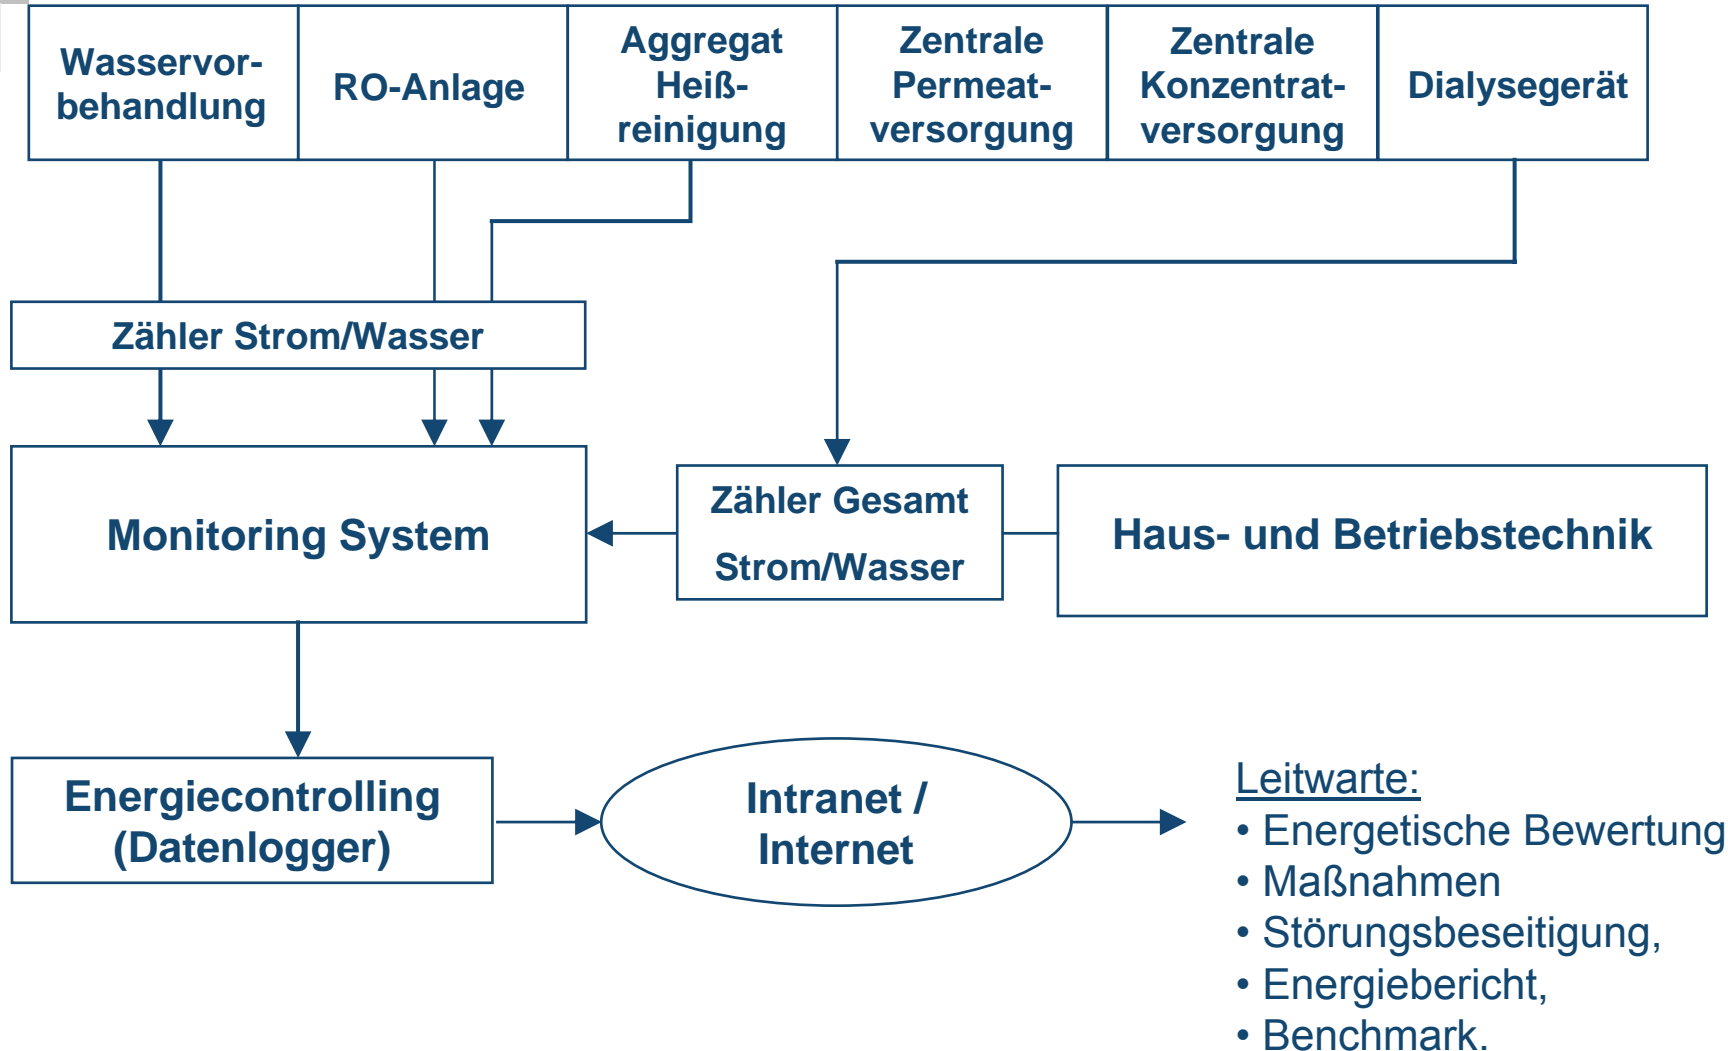 Wasservor-
behandlung
RO-Anlage
Aggregat
Heiß-
reinigung
Zentrale
Permeat-
versorgung
Zentrale
Konzentrat-
versorgung
Dialysegerät
Zähler Strom/Wasser
Monitoring System
Zähler Gesamt
Strom/Wasser
Haus- und Betriebstechnik
Energiecontrolling
(Datenlogger)
Intranet /
Internet
Leitwarte:
• Energetische Bewertung
• Maßnahmen
• Störungsbeseitigung,
• Energiebericht,
• Benchmark.